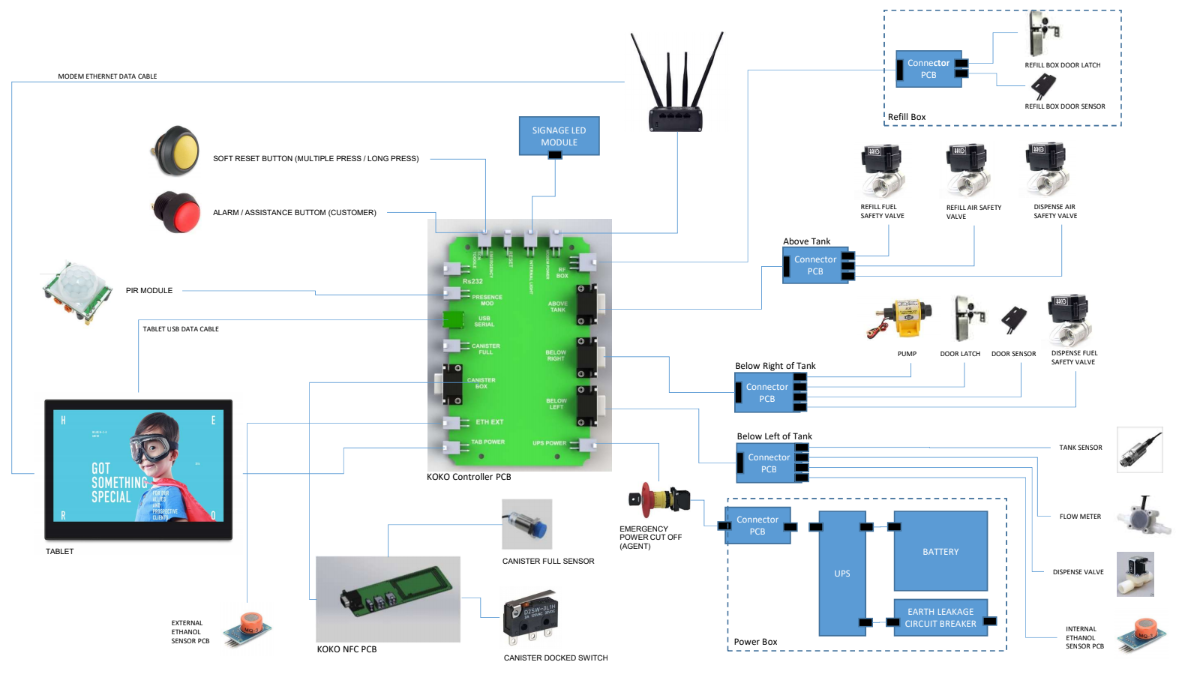 MODEM ETHERNET DATA CABLE
SIGNAGE LED
MODULE
Connector
PCB
REFILL BOX DOOR LATCH
REFILL BOX DOOR SENSOR
Refill Box
SOFT RESET BUTTON (MULTIPLE PRESS / LONG PRESS)
ALARM / ASSISTANCE BUTTOM (CUSTOMER)
REFILL FUEL
SAFETY VALVE
REFILL AIR SAFETY
VALVE
DISPENSE AIR
SAFETY VALVE
Above Tank
Connector
PCB
PIR MODULE
TABLET USB DATA CABLE
RESET
INTERNAL LIGHT
RF
BOX
Rs232
PRESENCE
MOD
USB
SERIAL
CANISTER
FULL
CANISTER
BOX
ETH EXT
TAB POWER
ABOVE
TANK
BELOW
RIGHT
BELOW
LEFT
UPS POWER
KOKO Controller PCB
PUMP
DOOR LATCH
DOOR SENSOR
DISPENSE FUEL
SAFETY VALVE
Below Right of Tank
Connector
PCB
Below Left of Tank
Connector
PCB
TANK SENSOR
FLOW METER
DISPENSE VALVE
INTERNAL
ETHANOL
SENSOR PCB
H
E
GOT
SOMETHING
SPECIAL
R
O
TABLET
EMERGENCY
POWER CUT OFF
(AGENT)
Connector
PCB
UPS
BATTERY
EARTH LEAKAGE
CIRCUIT BREAKER
Power Box
CANISTER FULL SENSOR
KOKO NFC PCB
CANISTER DOCKED SWITCH
EXTERNAL
ETHANOL
SENSOR PCB